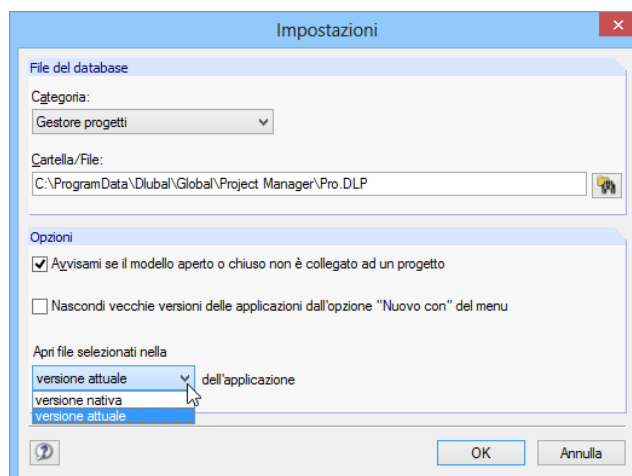 Impostazioni
File del database
Categoria:
Gestore progetti
Cartella/File:
C:\ProgramData\Dlubal\Global\Project Manager\Pro.DLP
Opzioni
Avvisami se il modello aperto o chiuso non è collegato ad un progetto
Nascondi vecchie versioni delle applicazioni dall'opzione "Nuovo con" del menu
Apri file selezionati nella
versione attuale dell'applicazione
versione nativa
versione attuale
OK Annulla